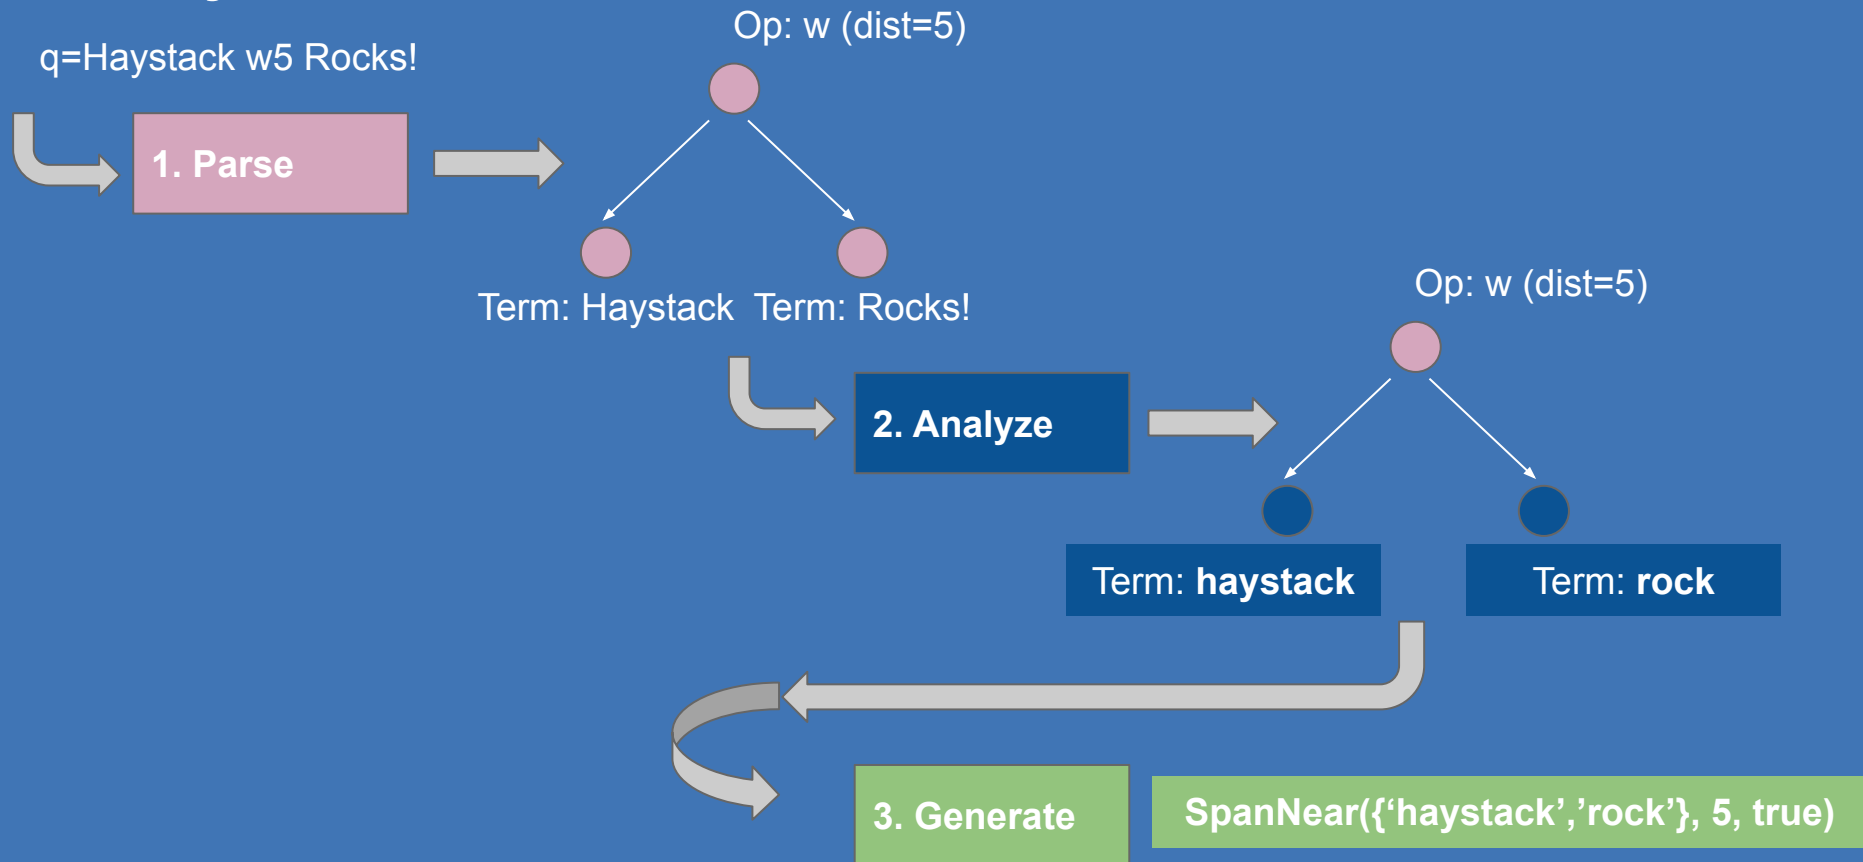 q=Haystack w5 Rocks!
Op: w (dist=5)
1. Parse
Term: Haystack
Term: Rocks!
Op: w (dist=5)
2. Analyze
Term: haystack
Term: rock
3. Generate
SpanNear({‘haystack’,’rock’}, 5, true)